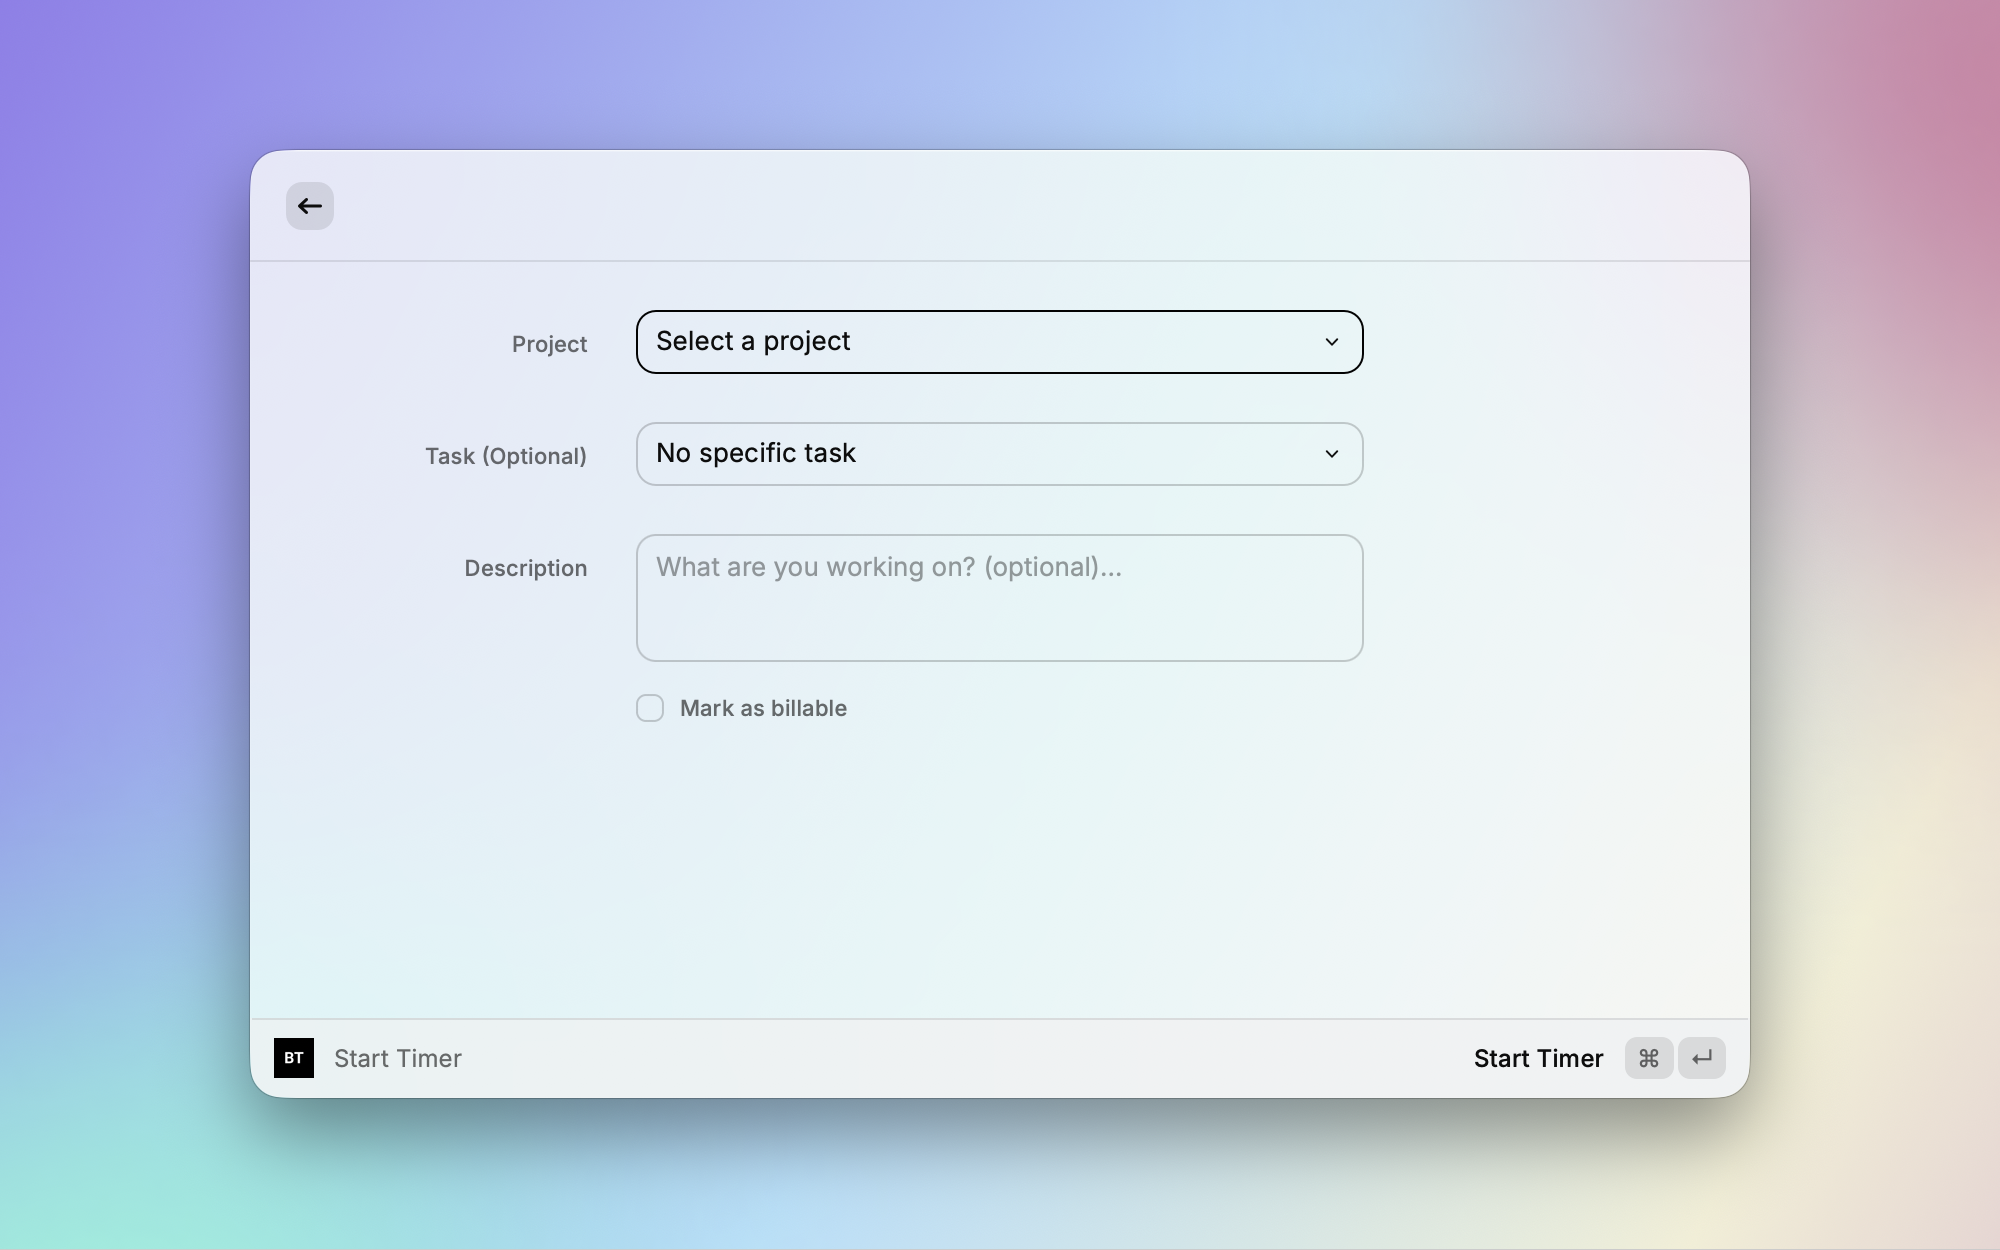 Project
Select a project
Task (Optional)
No specific task
Description
What are you working on? (optional)...
Mark as billable
BT
Start Timer
Start Timer ⌘ ↵